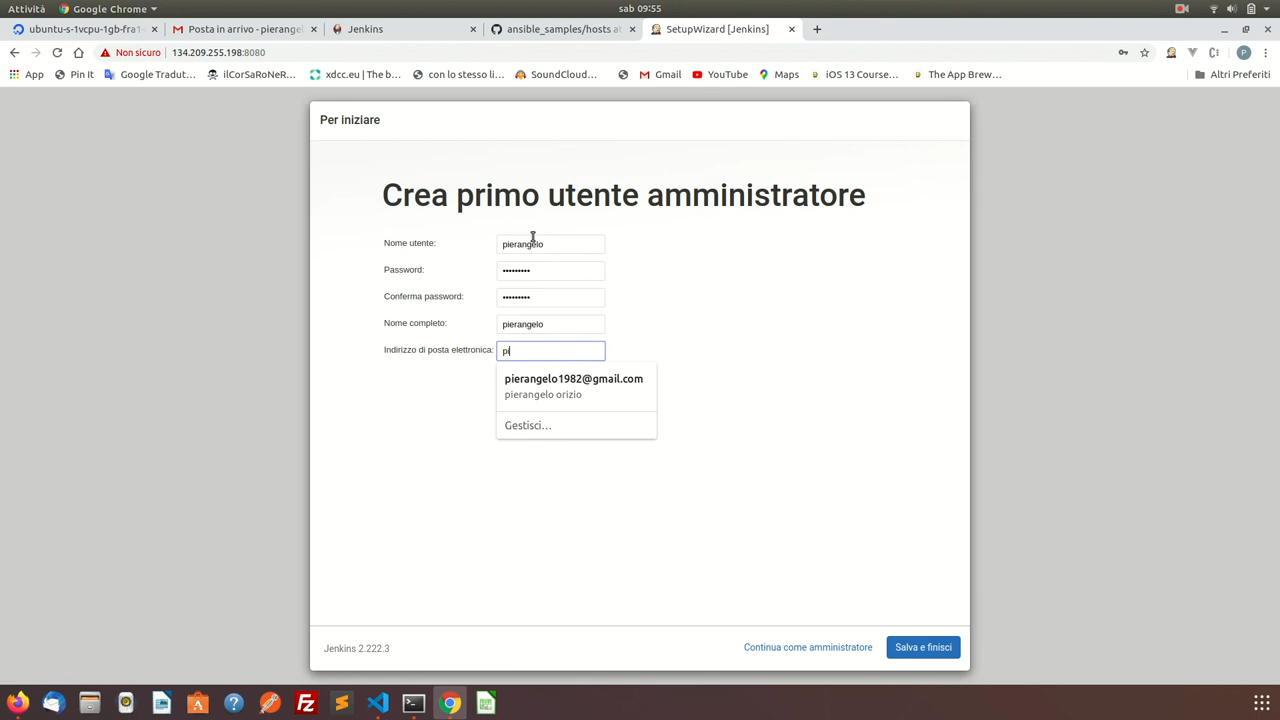 Attività
Google Chrome
sab 09:55
ubuntu-s-1vcpu-1gb-fra1-
Posta in arrivo - pierangel
Jenkins
ansible_samples/hosts at
SetupWizard [Jenkins]
Non sicuro
134.209.255.198:8080
App
Pin It
Google Tradut...
ilCorSaRoNeR...
xdcc.eu | The b...
con lo stesso li...
SoundCloud...
Gmail
YouTube
Maps
iOS 13 Course...
The App Brew...
Altri Preferiti
Per iniziare
Crea primo utente amministratore
Nome utente:
pierangelo
Password:
•••••••••
Conferma password:
•••••••••
Nome completo:
pierangelo
Indirizzo di posta elettronica:
pi
pierangelo1982@gmail.com
pierangelo orizio
Gestisci…
Jenkins 2.222.3
Continua come amministratore
Salva e finisci